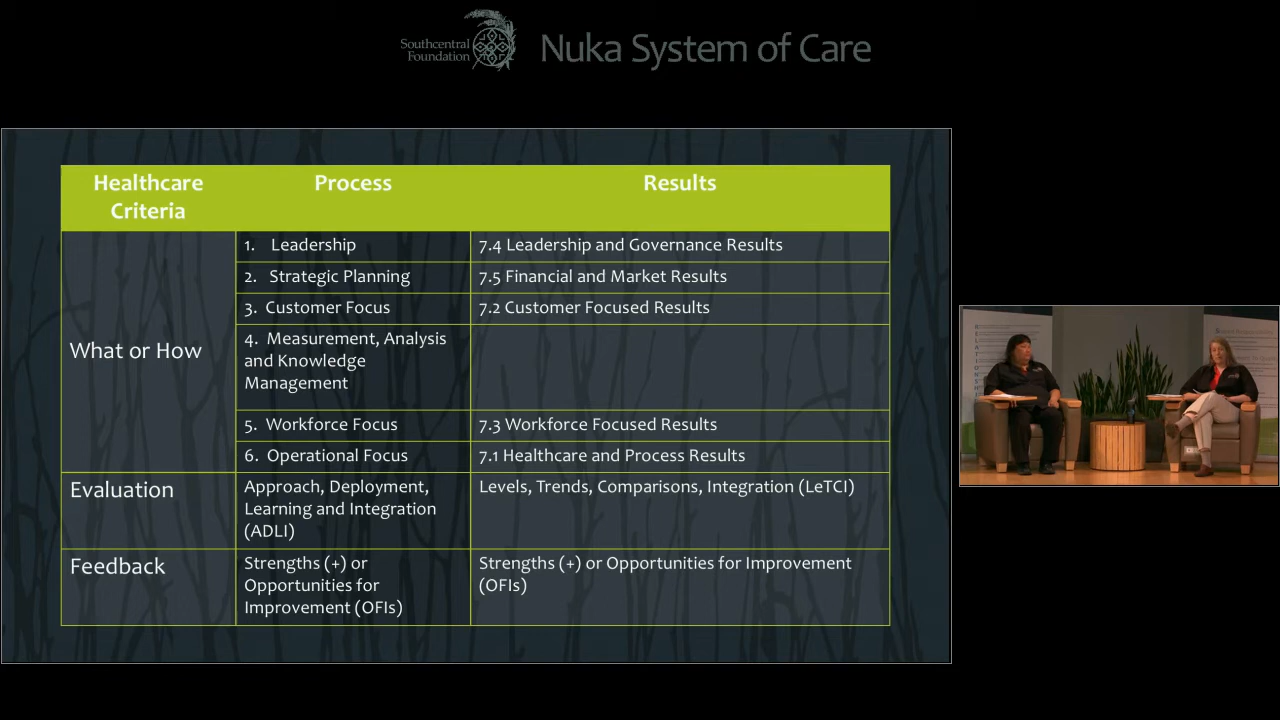 Southcentral
Foundation
Nuka System of Care
Healthcare
Criteria
Process
Results
What or How
1. Leadership
7.4 Leadership and Governance Results
2. Strategic Planning
7.5 Financial and Market Results
3. Customer Focus
7.2 Customer Focused Results
4. Measurement, Analysis
and Knowledge
Management
5. Workforce Focus
7.3 Workforce Focused Results
6. Operational Focus
7.1 Healthcare and Process Results
Evaluation
Approach, Deployment,
Learning and Integration
(ADLI)
Levels, Trends, Comparisons, Integration (LeTCI)
Feedback
Strengths (+) or
Opportunities for
Improvement (OFIs)
Strengths (+) or Opportunities for Improvement
(OFIs)